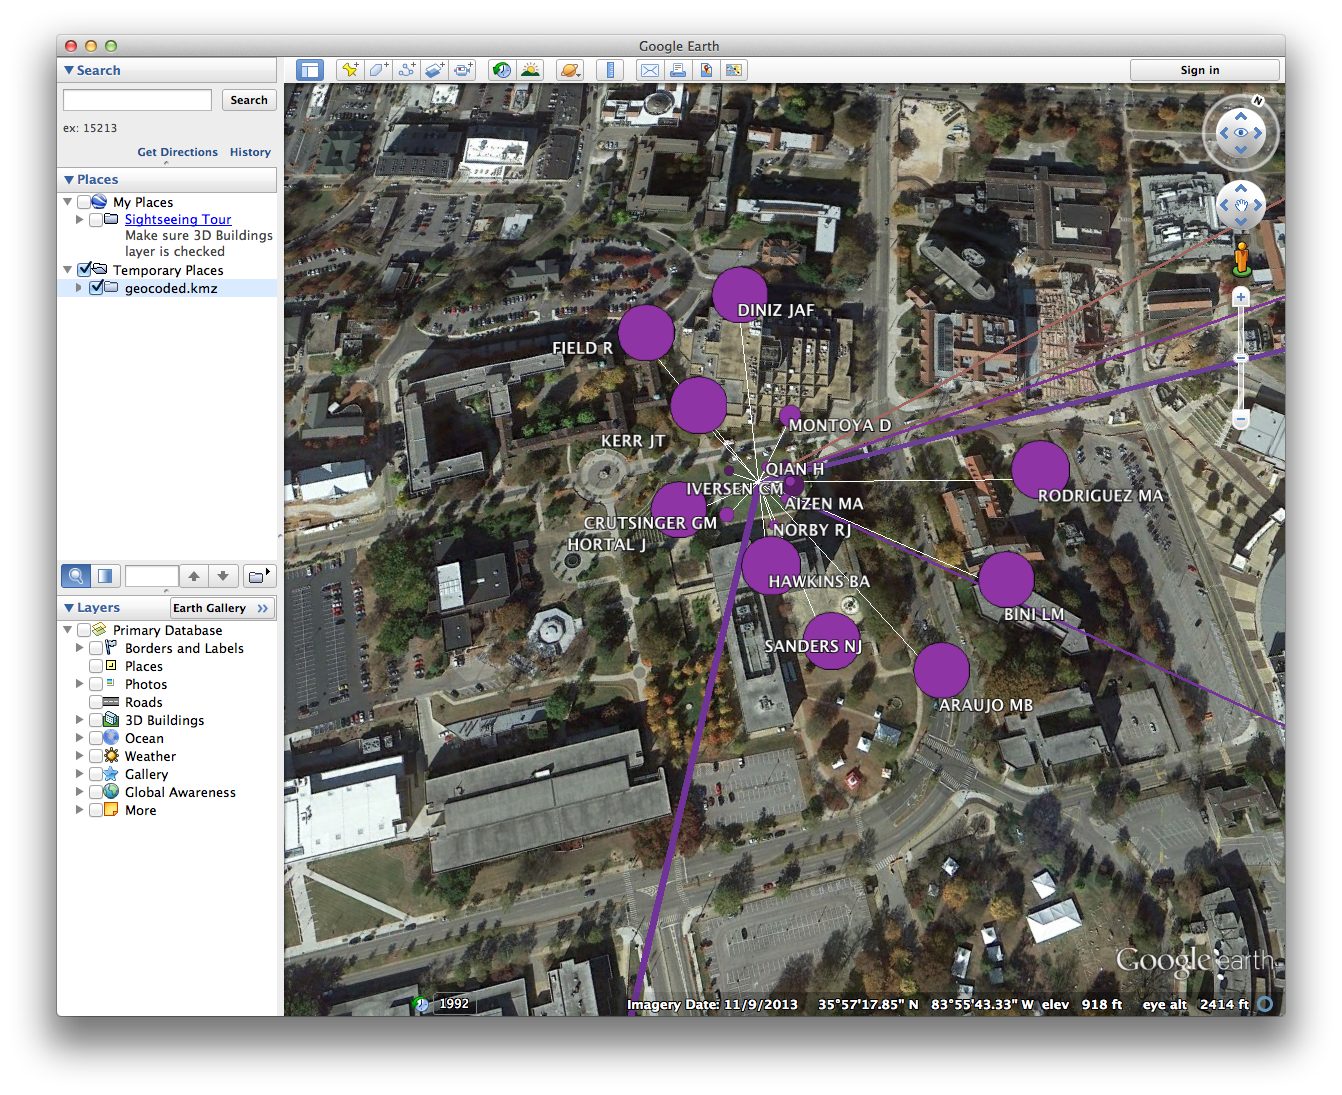 Google Earth
Search
Sign in
Search
ex: 15213
Get Directions History
Places
My Places
Sightseeing Tour
Make sure 3D Buildings
layer is checked
Temporary Places
geocoded.kmz
Layers
Earth Gallery >>
Primary Database
Borders and Labels
Places
Photos
Roads
3D Buildings
Ocean
Weather
Gallery
Global Awareness
More
N
DINIZ JAF
FIELD R
MONTOYA D
KERR JT
QIAN H
IVERSEN CM
RODRIGUEZ MA
AIZEN MA
CRUTSINGER GM
NORBY RJ
HORTAL J
HAWKINS BA
BINI LM
SANDERS NJ
ARAUJO MB
Google earth
1992
Imagery Date: 11/9/2013 35°57'17.85" N 83°55'43.33" W elev 918 ft eye alt 2414 ft